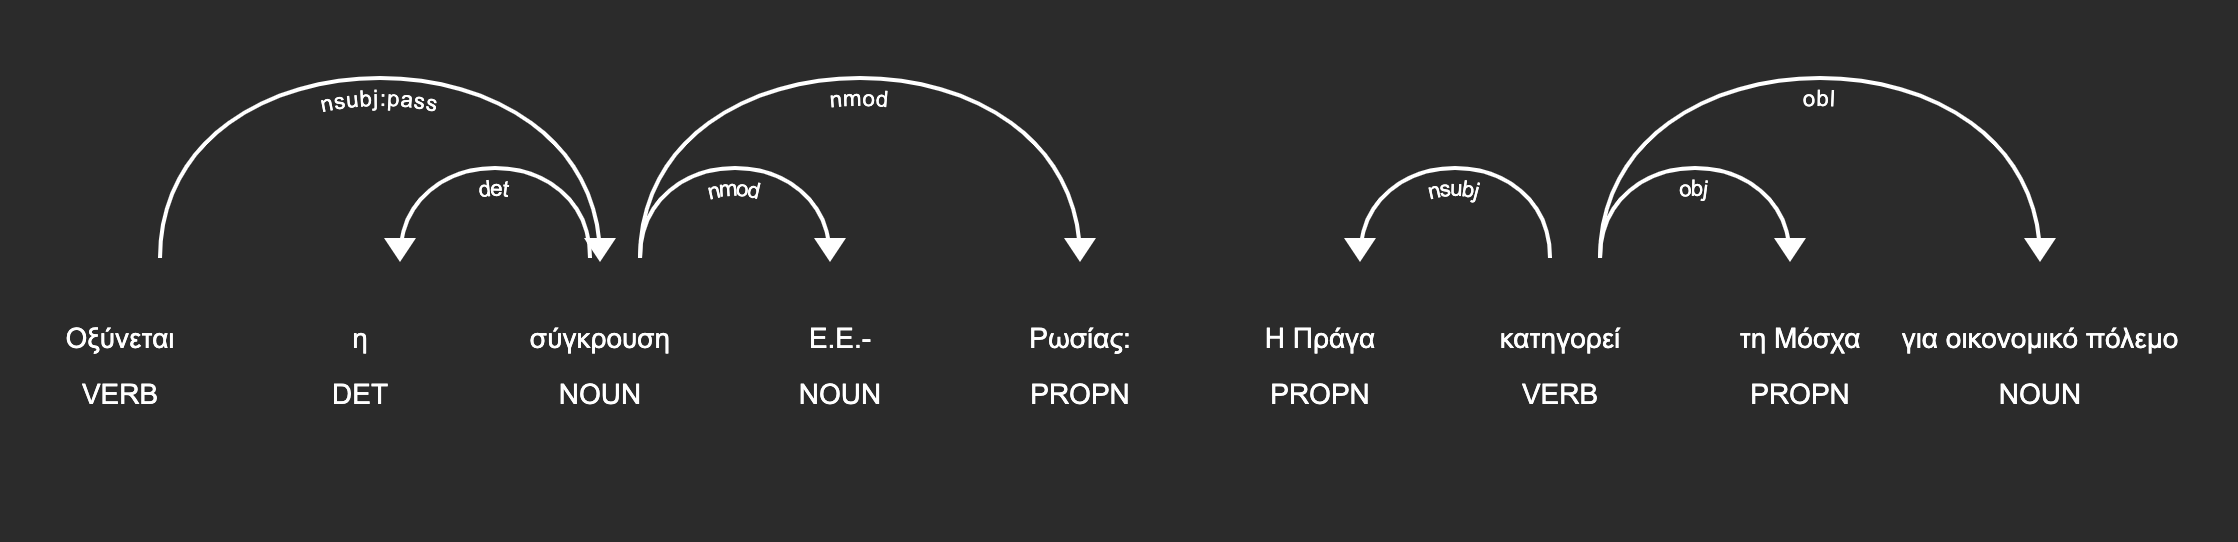 nsubj:pass nmod obl
det nmod nsubj obj
Οξύνεται η σύγκρουση Ε.Ε.- Ρωσίας: Η Πράγα κατηγορεί τη Μόσχα για οικονομικό πόλεμο
VERB DET NOUN NOUN PROPN PROPN VERB PROPN NOUN